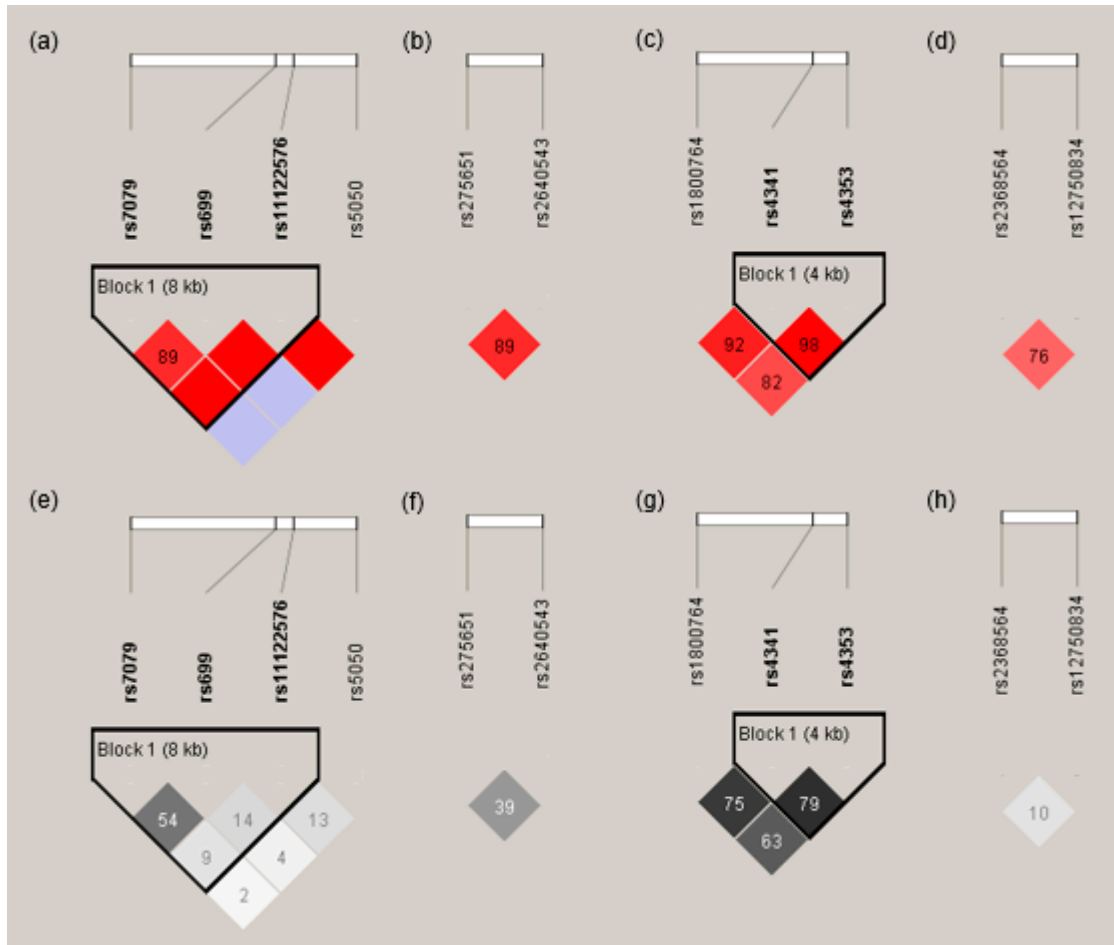 (a) (b) (c) (d)
rs7079 rs699 rs11122576 rs5050 rs275651 rs2640543 rs1800764 rs4341 rs4353 rs2368564 rs12750834
Block 1 (8 kb) Block 1 (4 kb)
89 89 92 98 76
82
(e) (f) (g) (h)
rs7079 rs699 rs11122576 rs5050 rs275651 rs2640543 rs1800764 rs4341 rs4353 rs2368564 rs12750834
Block 1 (8 kb) Block 1 (4 kb)
54 14 13 39 75 79 10
9 4 63
2